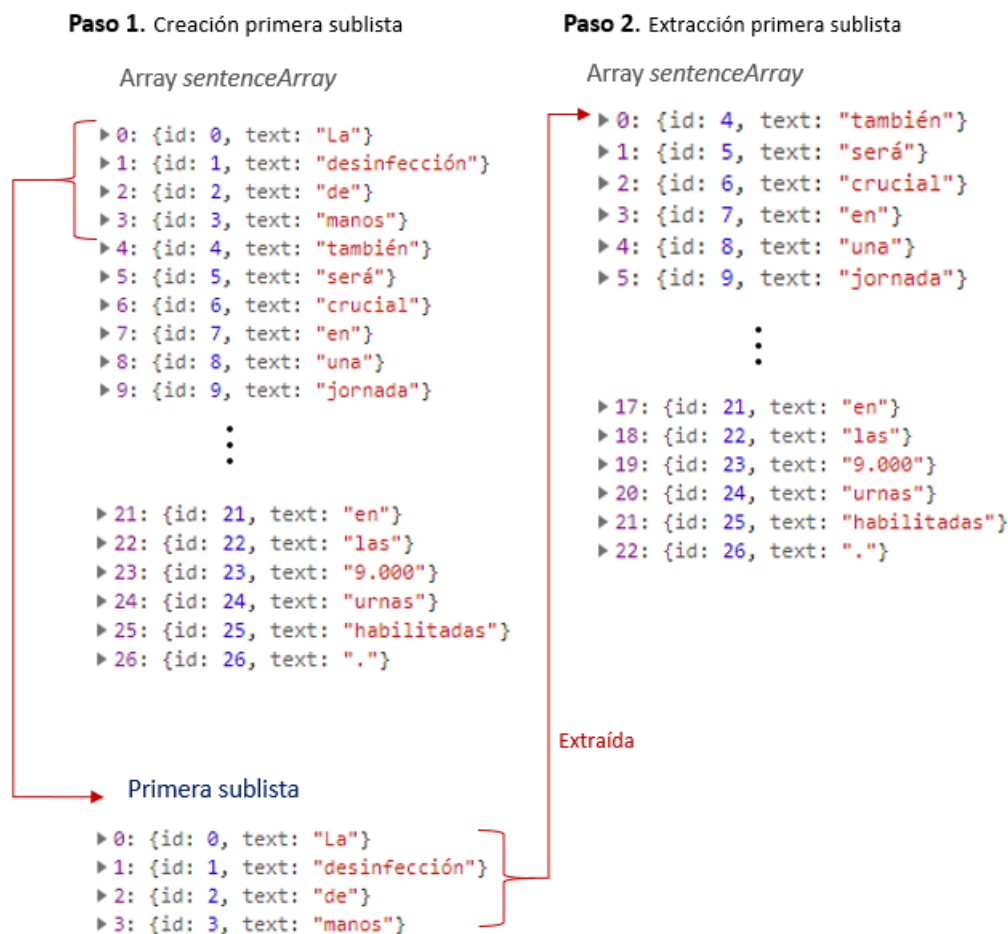 Paso 1. Creación primera sublista
Array sentenceArray
0: {id: 0, text: "La"}
1: {id: 1, text: "desinfección"}
2: {id: 2, text: "de"}
3: {id: 3, text: "manos"}
4: {id: 4, text: "también"}
5: {id: 5, text: "será"}
6: {id: 6, text: "crucial"}
7: {id: 7, text: "en"}
8: {id: 8, text: "una"}
9: {id: 9, text: "jornada"}
21: {id: 21, text: "en"}
22: {id: 22, text: "las"}
23: {id: 23, text: "9.000"}
24: {id: 24, text: "urnas"}
25: {id: 25, text: "habilitadas"}
26: {id: 26, text: "."}
Primera sublista
0: {id: 0, text: "La"}
1: {id: 1, text: "desinfección"}
2: {id: 2, text: "de"}
3: {id: 3, text: "manos"}
Extraída
Paso 2. Extracción primera sublista
Array sentenceArray
0: {id: 4, text: "también"}
1: {id: 5, text: "será"}
2: {id: 6, text: "crucial"}
3: {id: 7, text: "en"}
4: {id: 8, text: "una"}
5: {id: 9, text: "jornada"}
17: {id: 21, text: "en"}
18: {id: 22, text: "las"}
19: {id: 23, text: "9.000"}
20: {id: 24, text: "urnas"}
21: {id: 25, text: "habilitadas"}
22: {id: 26, text: "."}